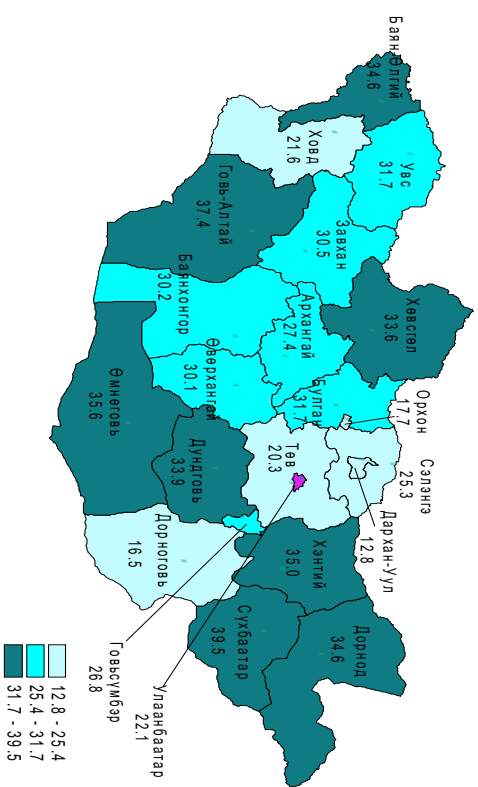 Баян-Өлгий
34.6
Увс
31.7
Ховд
21.6
Говь-Алтай
37.4
Завхан
30.5
Хөвсгөл
33.6
Баянхонгор
30.2
Архангай
27.4
Өвөрхангай
30.1
Булган
31.7
Орхон
17.7
Сэлэнгэ
25.3
Дархан-Уул
12.8
Төв
20.3
Өмнөговь
35.6
Дундговь
33.9
Дорноговь
16.5
Хэнтий
35.0
Сүхбаатар
39.5
Дорнод
34.6
Говьсүмбэр
26.8
Улаанбаатар
22.1
12.8 - 25.4
25.4 - 31.7
31.7 - 39.5